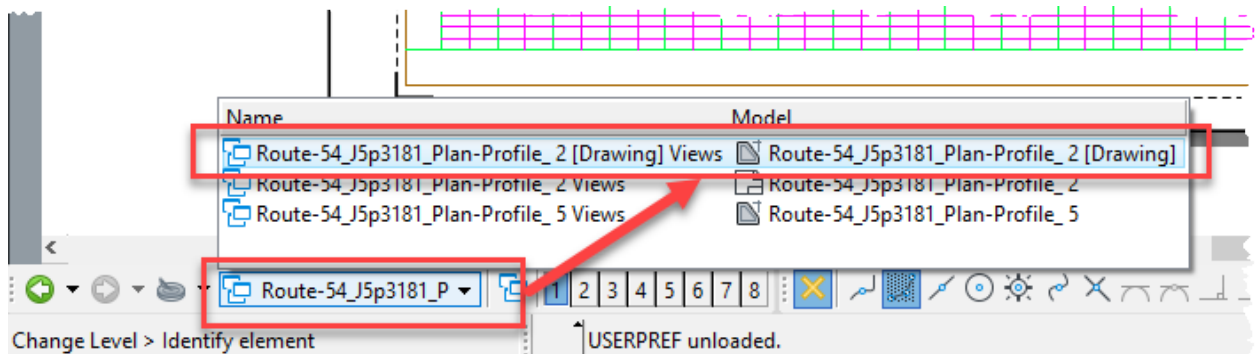 Name Model
Route-54_J5p3181_Plan-Profile_ 2 [Drawing] Views Route-54_J5p3181_Plan-Profile_ 2 [Drawing]
Route-54_J5p3181_Plan-Profile_ 2 Views Route-54_J5p3181_Plan-Profile_ 2
Route-54_J5p3181_Plan-Profile_ 5 Views Route-54_J5p3181_Plan-Profile_ 5
Route-54_J5p3181_P 1 2 3 4 5 6 7 8
Change Level > Identify element USERPREF unloaded.